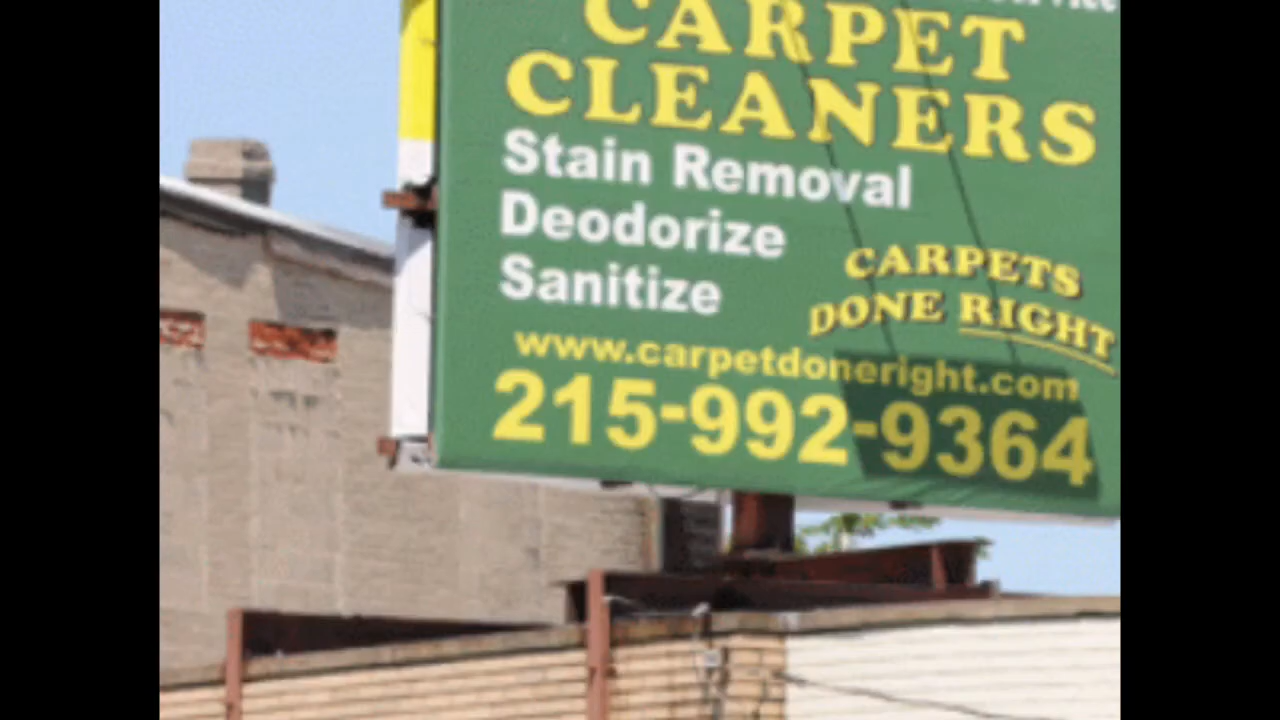 CARPET
CLEANERS
Stain Removal
Deodorize
Sanitize
CARPETS
DONE RIGHT
www.carpetdoneright.com
215-992-9364